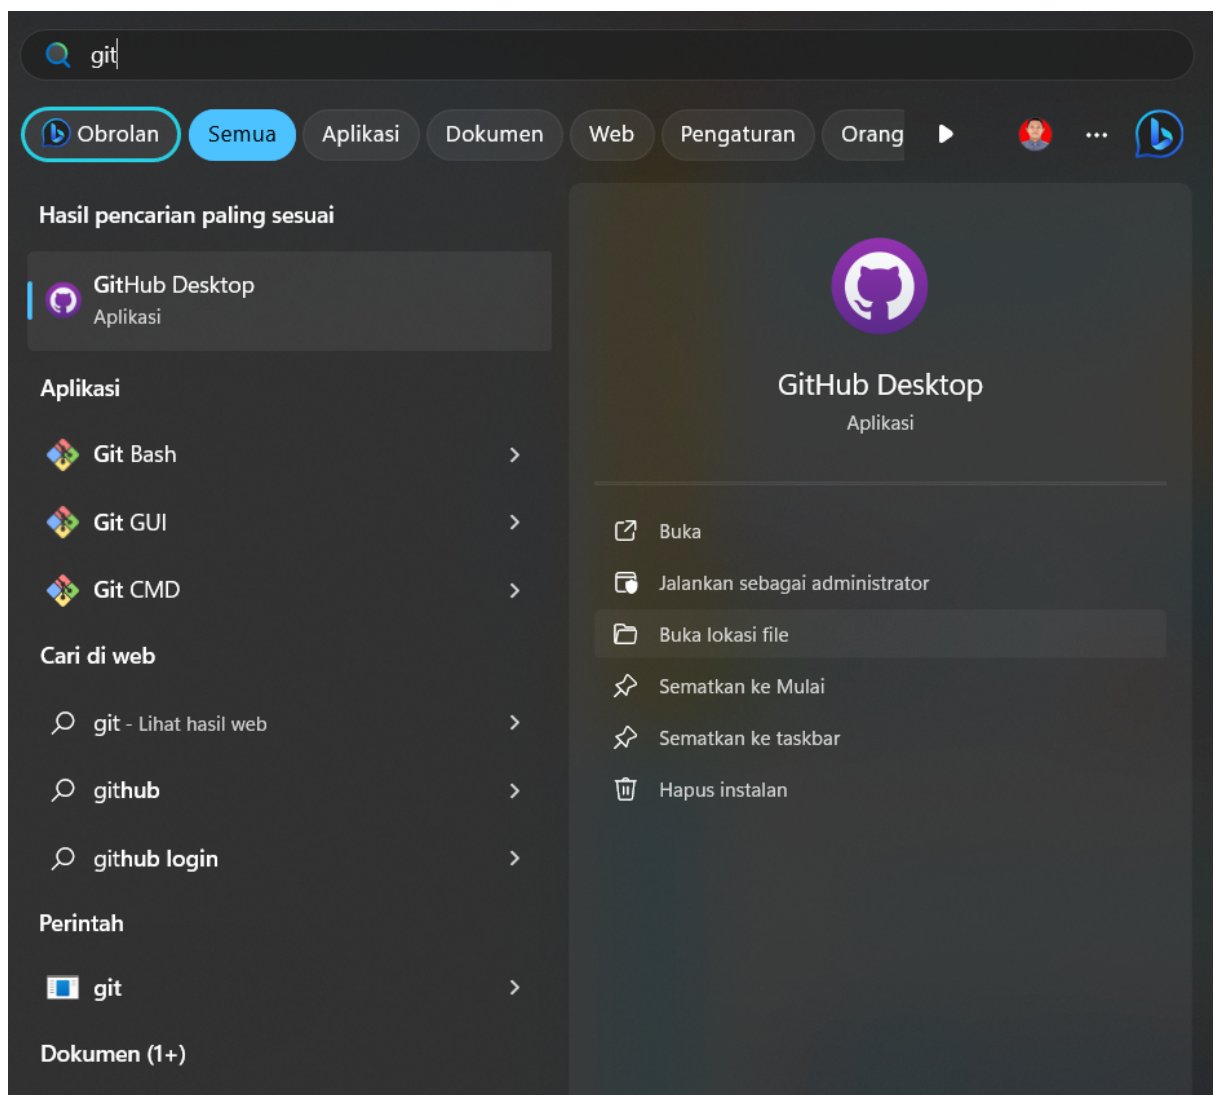 git
Obrolan
Semua
Aplikasi
Dokumen
Web
Pengaturan
Orang
Hasil pencarian paling sesuai
GitHub Desktop
Aplikasi
Aplikasi
Git Bash
Git GUI
Git CMD
Cari di web
git - Lihat hasil web
github
github login
Perintah
git
Dokumen (1+)
GitHub Desktop
Aplikasi
Buka
Jalankan sebagai administrator
Buka lokasi file
Sematkan ke Mulai
Sematkan ke taskbar
Hapus instalan